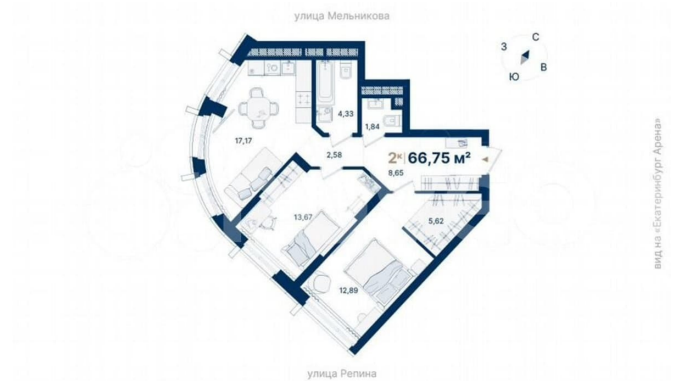 улица Мельникова
С
З
В
Ю
4,33
1,84
17,17
2,58
2К 66,75 м²
8,65
13,67
5,62
12,89
вид на «Екатеринбург Арена»
улица Репина